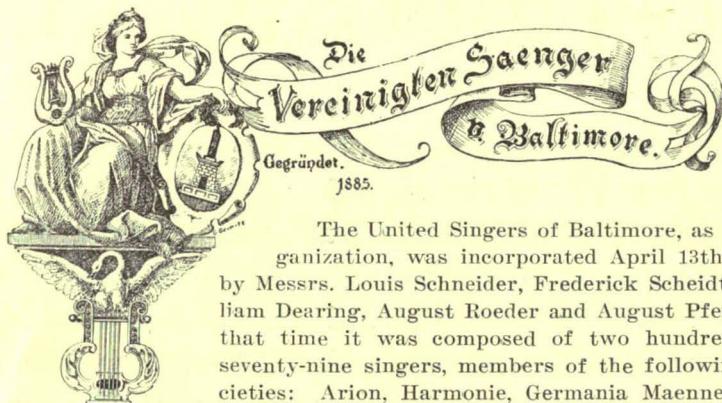 Die
Vereinigten Saenger
v. Baltimore.
Gegründet.
1885.
The United Singers of Baltimore, as
ganization, was incorporated April 13th
by Messrs. Louis Schneider, Frederick Scheidt
liam Dearing, August Roeder and August Pfe
that time it was composed of two hundre
seventy-nine singers, members of the followi
cieties: Arion, Harmonie, Germania Maenne